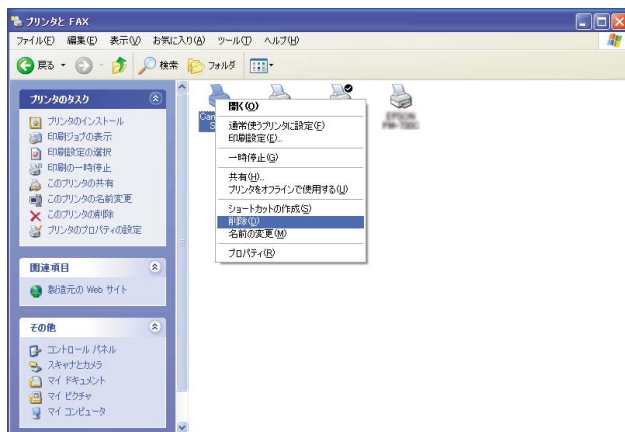 プリンタと FAX
ファイル(F) 編集(E) 表示(V) お気に入り(A) ツール(T) ヘルプ(H)
戻る 検索 フォルダ
プリンタのタスク
プリンタのインストール
印刷ジョブの表示
印刷設定の選択
印刷の一時停止
このプリンタの共有
このプリンタの名前変更
このプリンタの削除
プリンタのプロパティの設定
関連項目
製造元の Web サイト
その他
コントロール パネル
スキャナとカメラ
マイ ドキュメント
マイ ピクチャ
マイ コンピュータ
開く(O)
通常使うプリンタに設定(F)
印刷設定(E)...
一時停止(G)
共有(H)...
プリンタをオフラインで使用する(U)
ショートカットの作成(S)
削除(D)
名前の変更(M)
プロパティ(R)